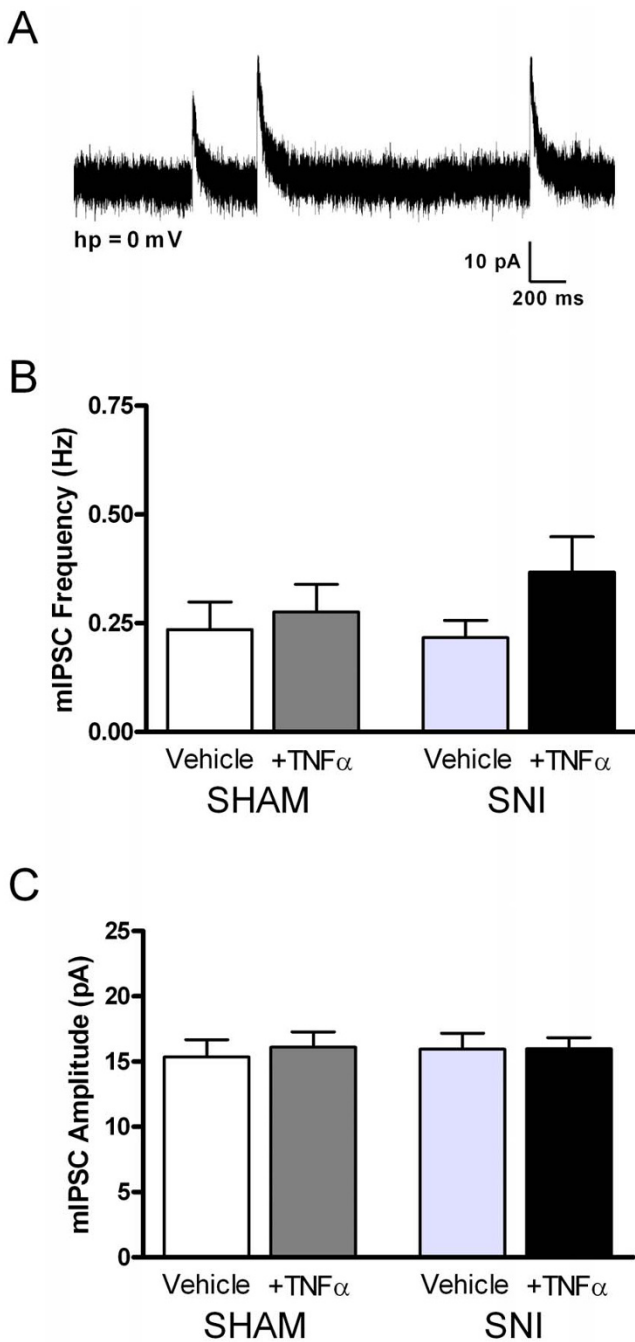 A
hp = 0 mV
10 pA
200 ms
B
mIPSC Frequency (Hz)
0.75
0.50
0.25
0.00
Vehicle +TNFα Vehicle +TNFα
SHAM SNI
C
mIPSC Amplitude (pA)
25
20
15
10
5
0
Vehicle +TNFα Vehicle +TNFα
SHAM SNI